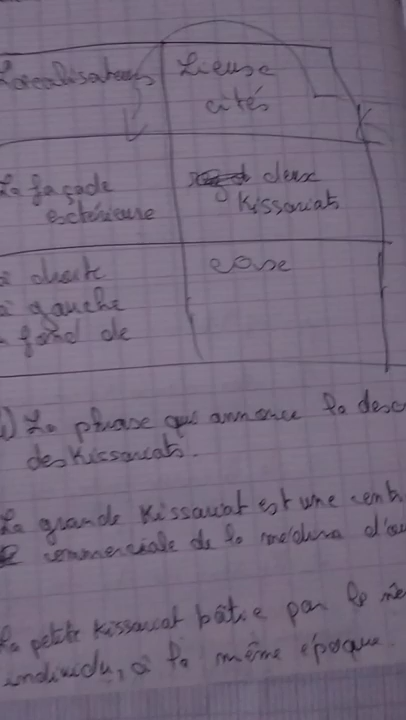 Localisateurs Lieux
cités
La façade deux
extérieure Kissariat
à droite
à gauche
fond de
La phrase qui annonce la desc
des Kissariats.
La grande Kissariat est une cent
commerciale de la médina d'
La petite Kissariat bâtie par le mê
individu, à la même époque.